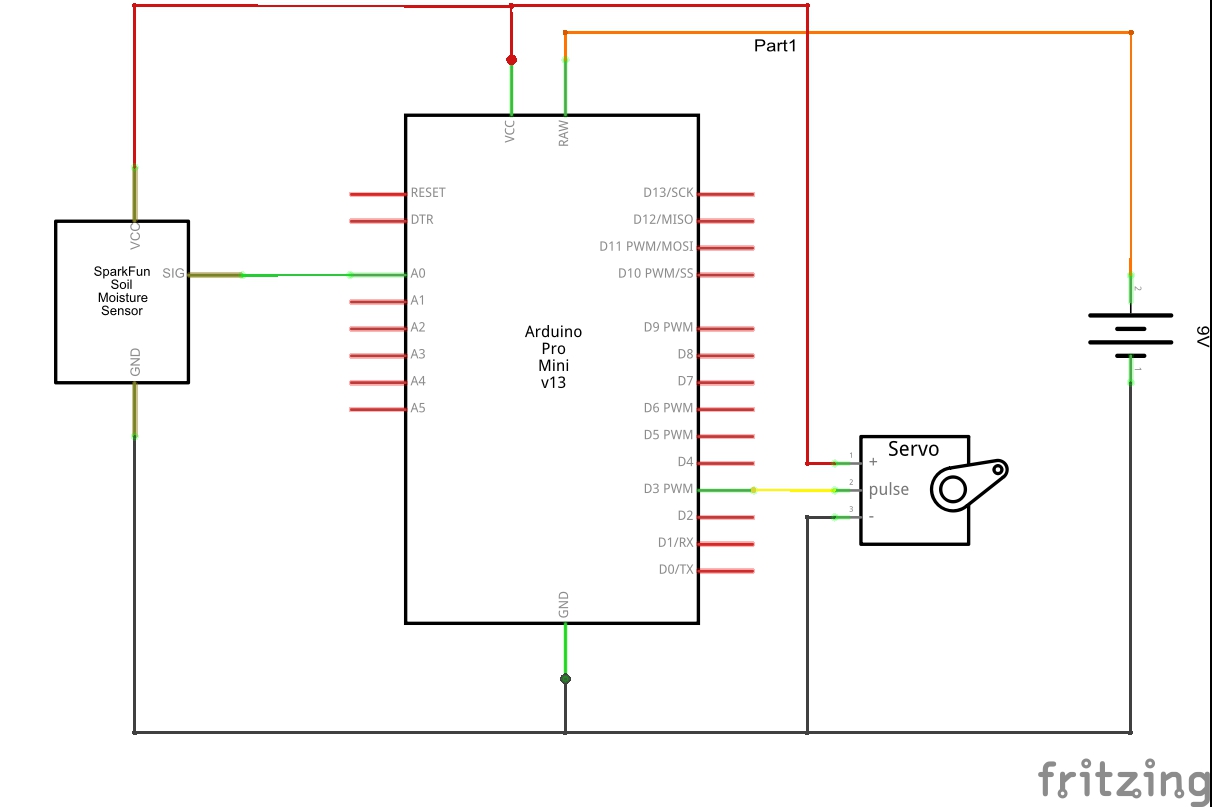 Part1
VCC
RAW
RESET
DTR
A0
A1
A2
A3
A4
A5
D13/SCK
D12/MISO
D11 PWM/MOSI
D10 PWM/SS
D9 PWM
D8
D7
D6 PWM
D5 PWM
D4
D3 PWM
D2
D1/RX
D0/TX
GND
Arduino
Pro
Mini
v13
VCC
SIG
SparkFun
Soil
Moisture
Sensor
GND
2
1
9V
Servo
1
+
2
pulse
3
-
fritzing